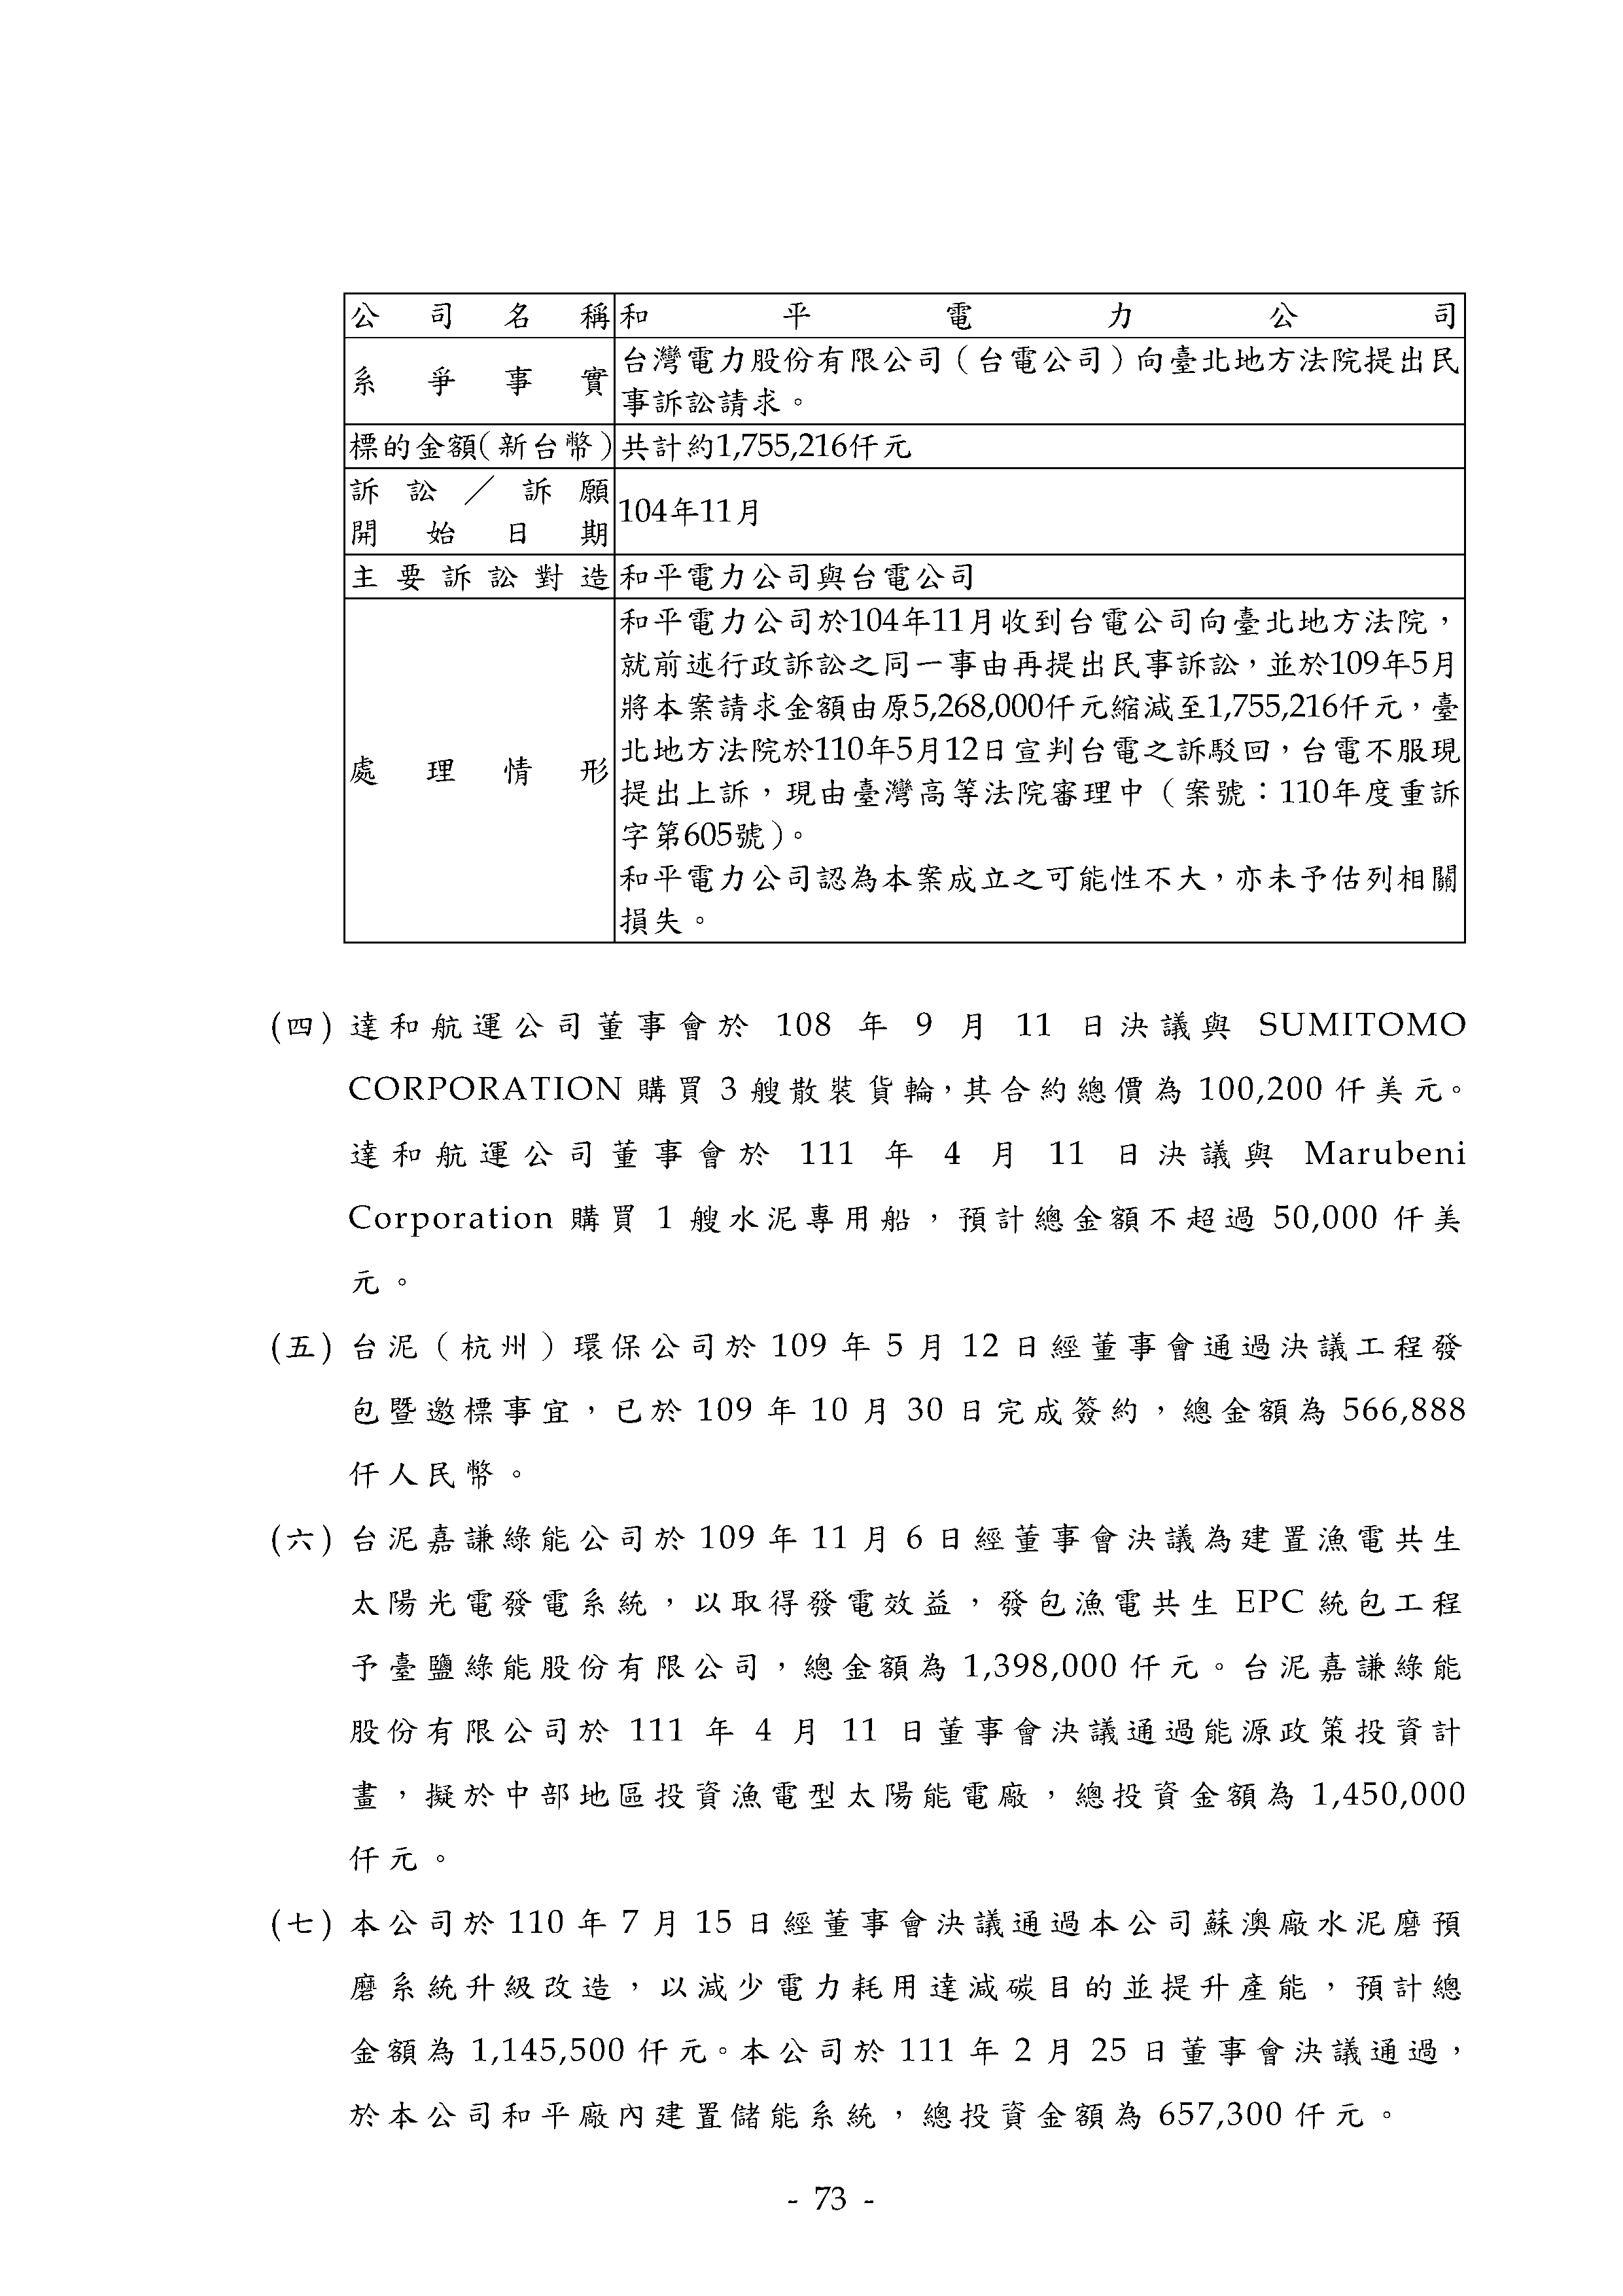 公司名稱 和平電力公司
系爭事實 台灣電力股份有限公司（台電公司）向臺北地方法院提出民
事訴訟請求。
標的金額(新台幣) 共計約1,755,216仟元
訴訟／訴願
開始日期 104年11月
主要訴訟對造 和平電力公司與台電公司
處理情形 和平電力公司於104年11月收到台電公司向臺北地方法院，
就前述行政訴訟之同一事由再提出民事訴訟，並於109年5月
將本案請求金額由原5,268,000仟元縮減至1,755,216仟元，臺
北地方法院於110年5月12日宣判台電之訴駁回，台電不服現
提出上訴，現由臺灣高等法院審理中（案號：110年度重訴
字第605號）。
和平電力公司認為本案成立之可能性不大，亦未予估列相關
損失。
(四) 達和航運公司董事會於 108 年 9 月 11 日決議與 SUMITOMO
CORPORATION 購買 3 艘散裝貨輪，其合約總價為 100,200 仟美元。
達和航運公司董事會於 111 年 4 月 11 日決議與 Marubeni
Corporation 購買 1 艘水泥專用船，預計總金額不超過 50,000 仟美
元。
(五) 台泥（杭州）環保公司於 109 年 5 月 12 日經董事會通過決議工程發
包暨邀標事宜，已於 109 年 10 月 30 日完成簽約，總金額為 566,888
仟人民幣。
(六) 台泥嘉謙綠能公司於 109 年 11 月 6 日經董事會決議為建置漁電共生
太陽光電發電系統，以取得發電效益，發包漁電共生 EPC 統包工程
予臺鹽綠能股份有限公司，總金額為 1,398,000 仟元。台泥嘉謙綠能
股份有限公司於 111 年 4 月 11 日董事會決議通過能源政策投資計
畫，擬於中部地區投資漁電型太陽能電廠，總投資金額為 1,450,000
仟元。
(七) 本公司於 110 年 7 月 15 日經董事會決議通過本公司蘇澳廠水泥磨預
磨系統升級改造，以減少電力耗用達減碳目的並提升產能，預計總
金額為 1,145,500 仟元。本公司於 111 年 2 月 25 日董事會決議通過，
於本公司和平廠內建置儲能系統，總投資金額為 657,300 仟元。
- 73 -